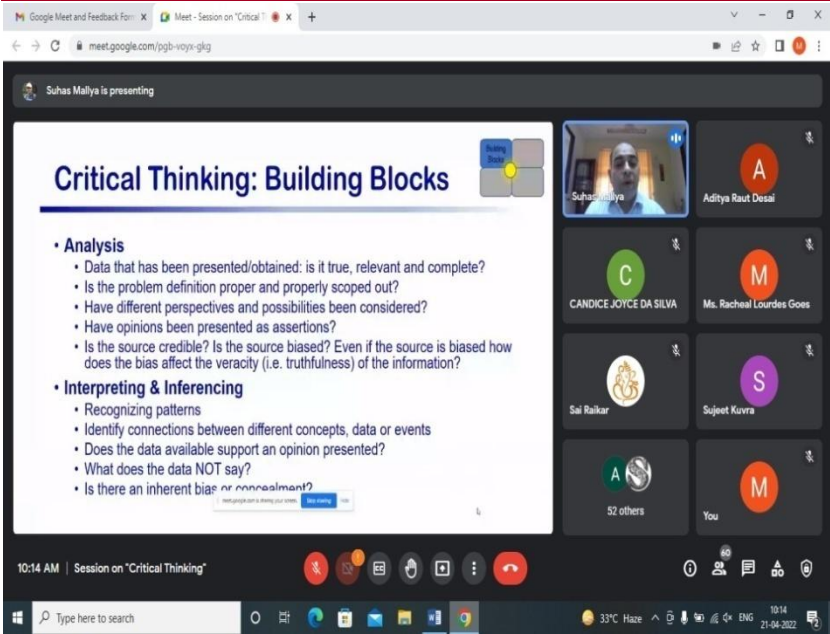 Google Meet and Feedback For
Meet - Session on "Critical T
meet.google.com/pgb-voyx-gkg
M
Suhas Mallya is presenting
Critical Thinking: Building Blocks
Building
Blocks
• Analysis
• Data that has been presented/obtained: is it true, relevant and complete?
• Is the problem definition proper and properly scoped out?
• Have different perspectives and possibilities been considered?
• Have opinions been presented as assertions?
• Is the source credible? Is the source biased? Even if the source is biased how
does the bias affect the veracity (i.e. truthfulness) of the information?
• Interpreting & Inferencing
• Recognizing patterns
• Identify connections between different concepts, data or events
• Does the data available support an opinion presented?
• What does the data NOT say?
• Is there an inherent bias or concealment?
meet.google.com is sharing your screen. Stop sharing Hide
Suhas Mallya
A
Aditya Raut Desai
C
CANDICE JOYCE DA SILVA
M
Ms. Racheal Lourdes Goes
Sai Raikar
S
Sujeet Kuvra
A
52 others
M
You
10:14 AM | Session on "Critical Thinking"
60
Type here to search
33°C Haze
ENG
10:14
21-04-2022